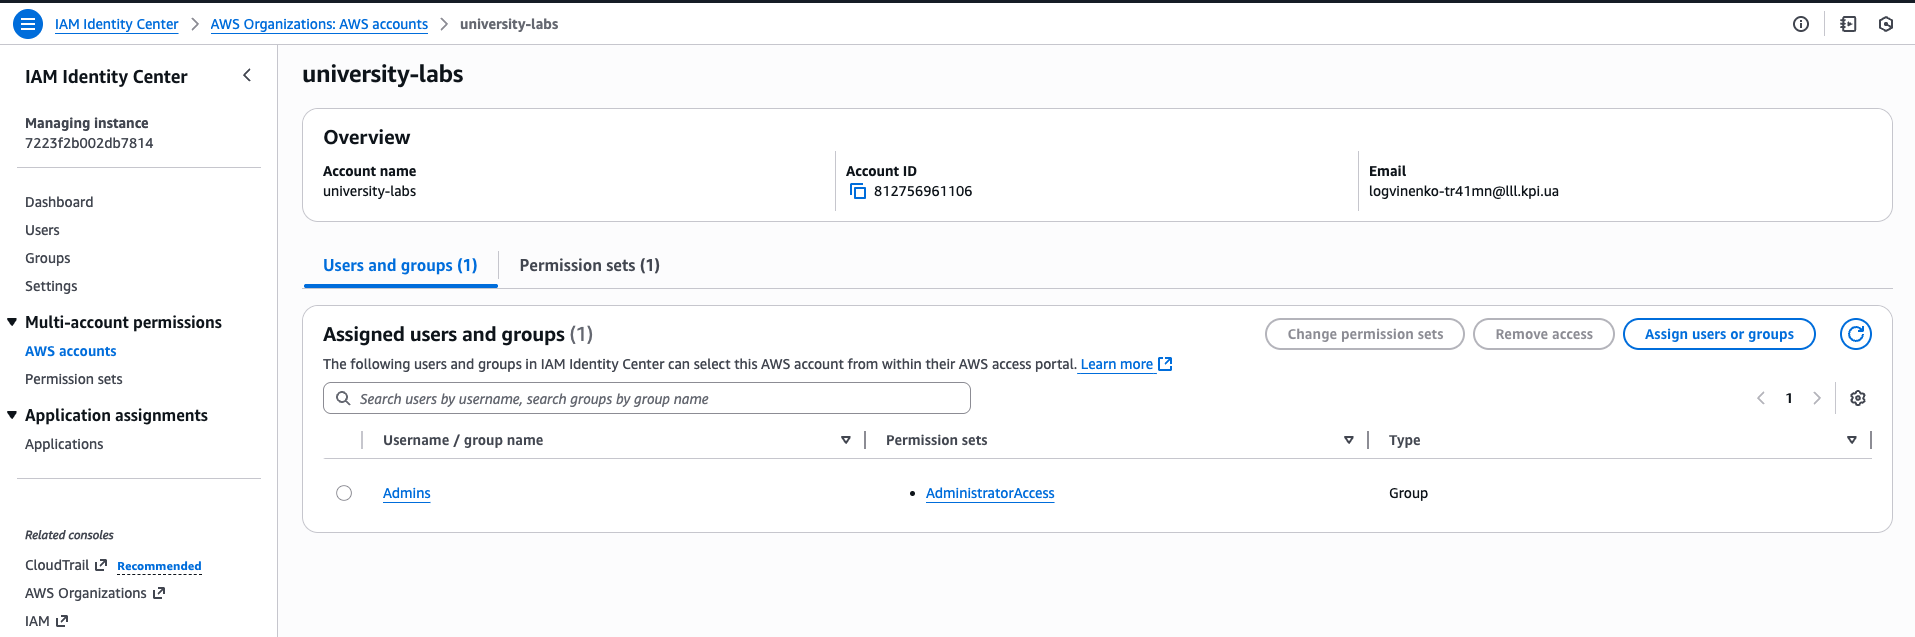 IAM Identity Center > AWS Organizations: AWS accounts > university-labs
IAM Identity Center
Managing instance
7223f2b002db7814
Dashboard
Users
Groups
Settings
Multi-account permissions
AWS accounts
Permission sets
Application assignments
Applications
Related consoles
CloudTrail Recommended
AWS Organizations
IAM
university-labs
Overview
Account name
university-labs
Account ID
812756961106
Email
logvinenko-tr41mn@lll.kpi.ua
Users and groups (1) Permission sets (1)
Assigned users and groups (1) Change permission sets Remove access Assign users or groups
The following users and groups in IAM Identity Center can select this AWS account from within their AWS access portal. Learn more
Search users by username, search groups by group name
1
Username / group name Permission sets Type
Admins • AdministratorAccess Group